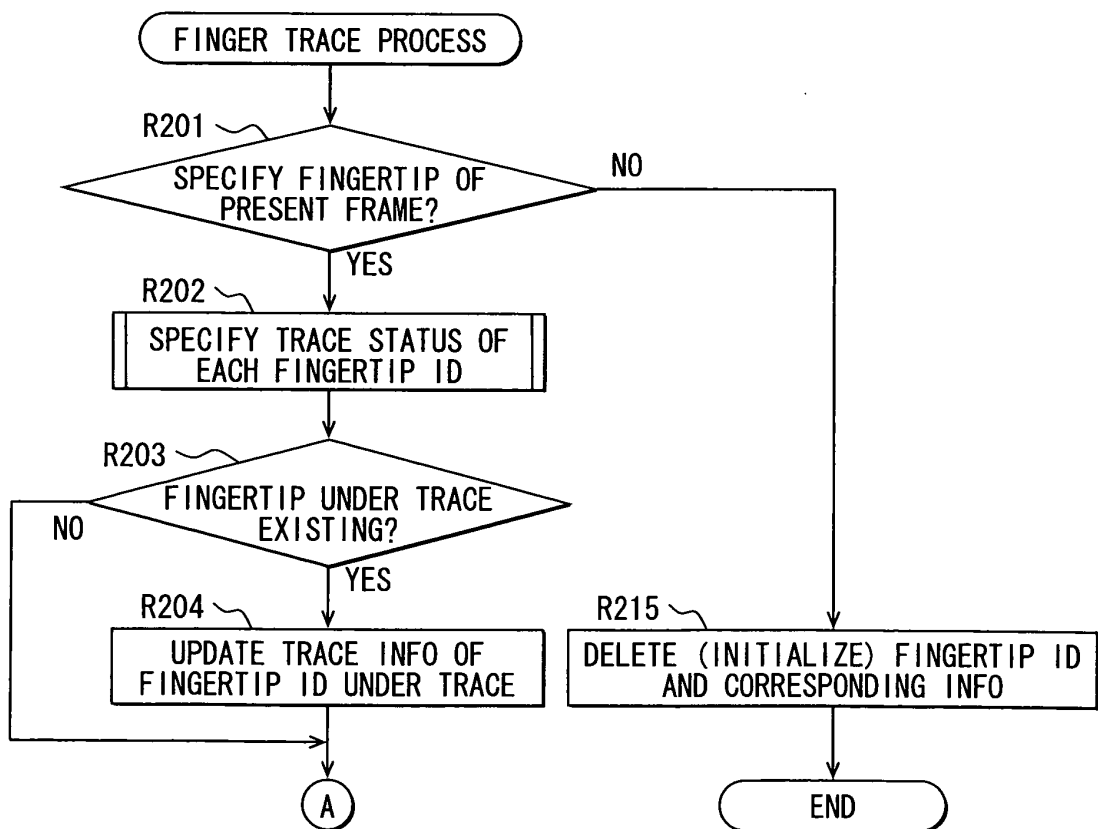 FINGER TRACE PROCESS
R201
SPECIFY FINGERTIP OF
PRESENT FRAME?
NO
YES
R202
SPECIFY TRACE STATUS OF
EACH FINGERTIP ID
R203
FINGERTIP UNDER TRACE
EXISTING?
NO
YES
R204
UPDATE TRACE INFO OF
FINGERTIP ID UNDER TRACE
R215
DELETE (INITIALIZE) FINGERTIP ID
AND CORRESPONDING INFO
A
END